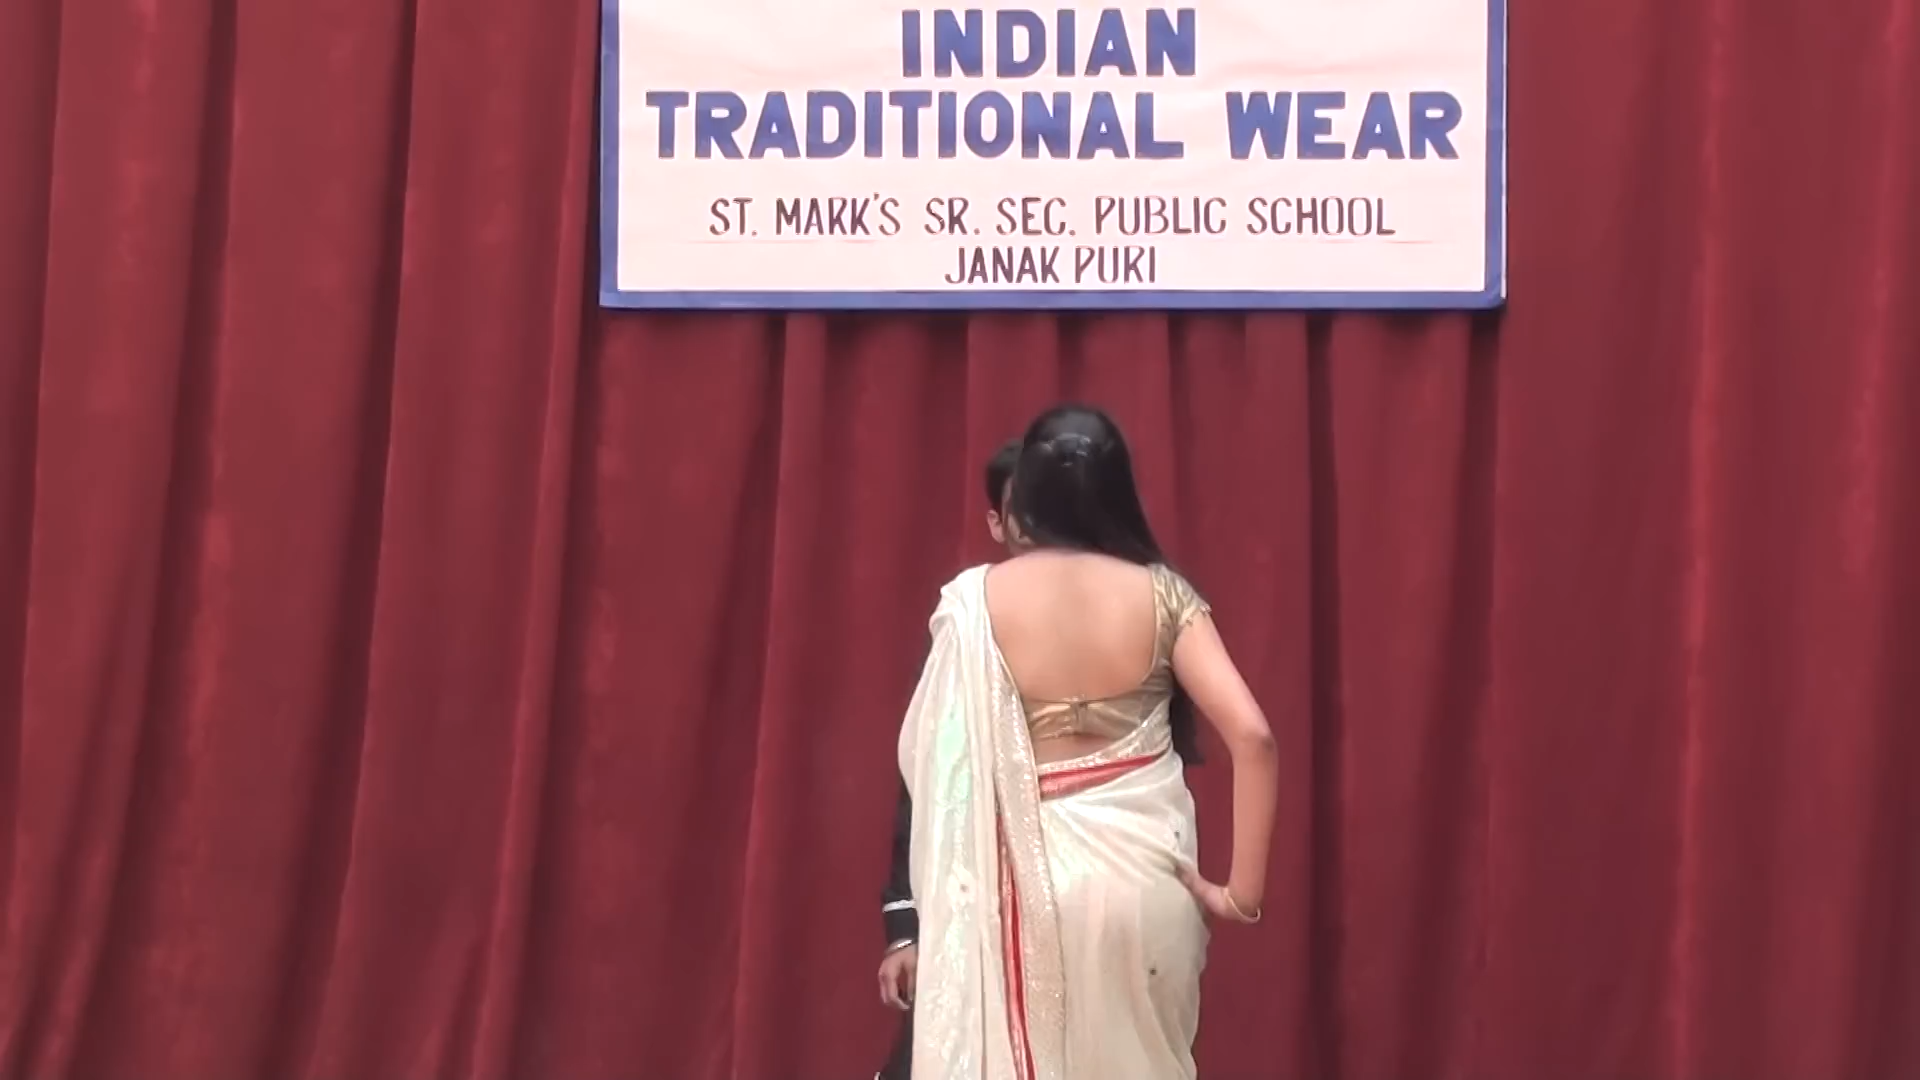 INDIAN
TRADITIONAL WEAR
ST. MARK'S SR. SEC. PUBLIC SCHOOL
JANAK PURI